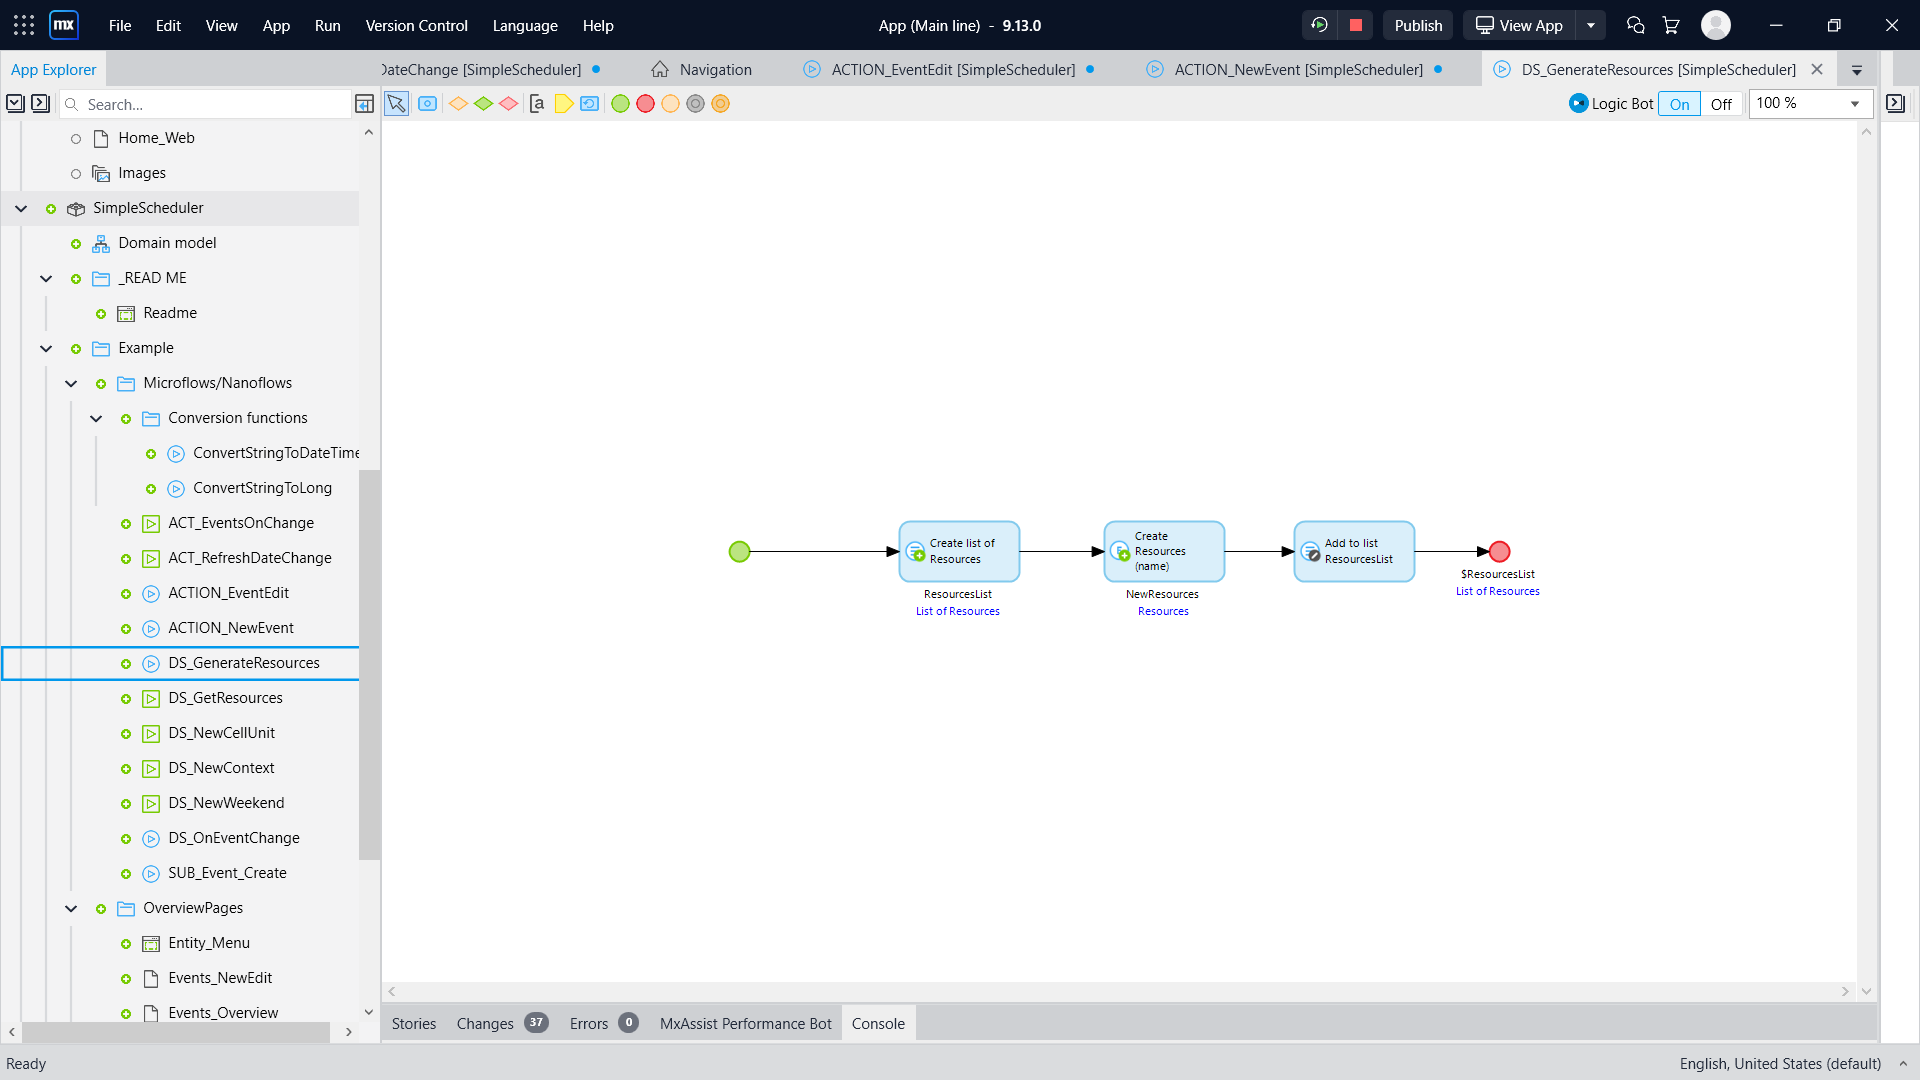 mx File Edit View App Run Version Control Language Help App (Main line) - 9.13.0 Publish View App
App Explorer DateChange [SimpleScheduler] Navigation ACTION_EventEdit [SimpleScheduler] ACTION_NewEvent [SimpleScheduler] DS_GenerateResources [SimpleScheduler]
Search... Logic Bot On Off 100 %
Home_Web
Images
SimpleScheduler
Domain model
_READ ME
Readme
Example
Microflows/Nanoflows
Conversion functions
ConvertStringToDateTime
ConvertStringToLong
ACT_EventsOnChange
ACT_RefreshDateChange
ACTION_EventEdit
ACTION_NewEvent
DS_GenerateResources
DS_GetResources
DS_NewCellUnit
DS_NewContext
DS_NewWeekend
DS_OnEventChange
SUB_Event_Create
OverviewPages
Entity_Menu
Events_NewEdit
Events_Overview
Create list of
Resources
ResourcesList
List of Resources
Create
Resources
(name)
NewResources
Resources
Add to list
ResourcesList
$ResourcesList
List of Resources
Stories Changes 37 Errors 0 MxAssist Performance Bot Console
Ready English, United States (default)